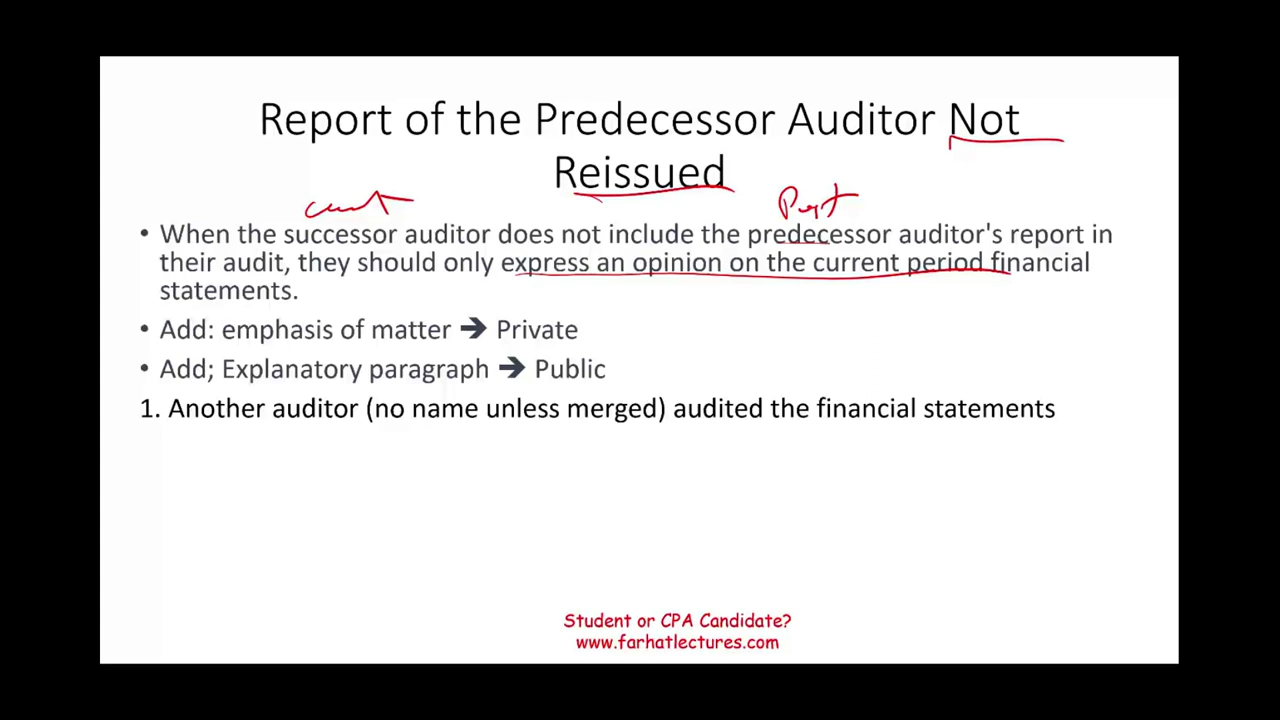 Report of the Predecessor Auditor Not
Reissued
Past
• When the successor auditor does not include the predecessor auditor's report in
their audit, they should only express an opinion on the current period financial
statements.
• Add: emphasis of matter ➔ Private
• Add; Explanatory paragraph ➔ Public
1. Another auditor (no name unless merged) audited the financial statements
Student or CPA Candidate?
www.farhatlectures.com